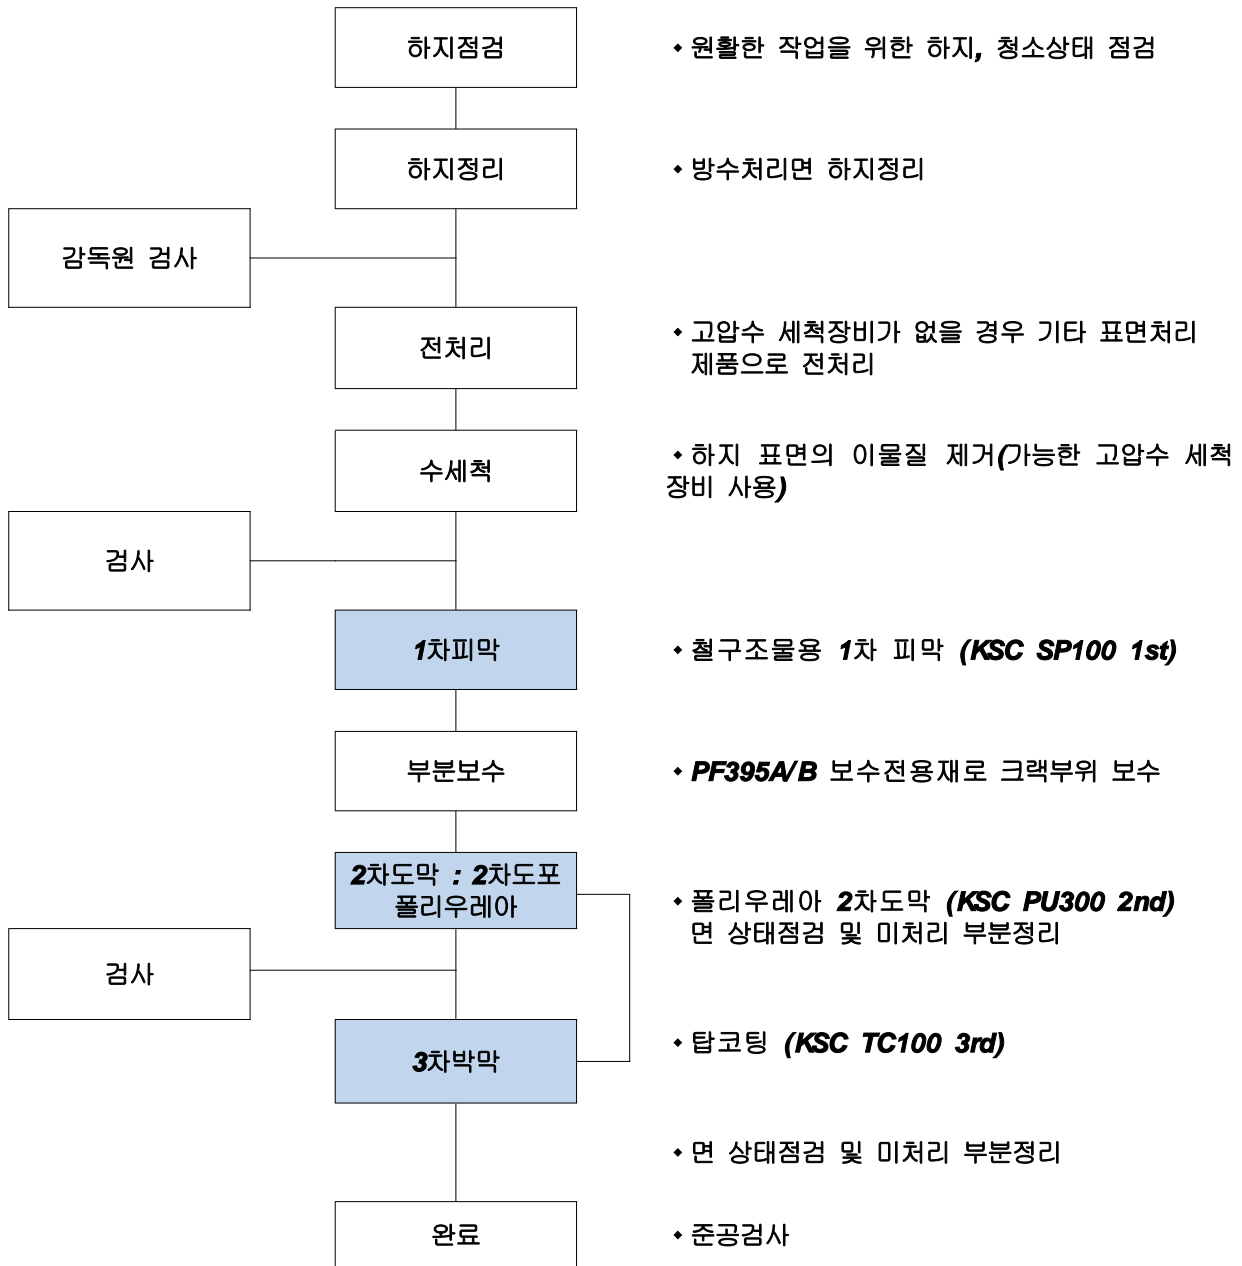 하지점검
◆ 원활한 작업을 위한 하지, 청소상태 점검
하지정리
◆ 방수처리면 하지정리
감독원 검사
전처리
◆ 고압수 세척장비가 없을 경우 기타 표면처리
제품으로 전처리
수세척
◆ 하지 표면의 이물질 제거(가능한 고압수 세척
장비 사용)
검사
1차피막
◆ 철구조물용 1차 피막 (KSC SP100 1st)
부분보수
◆ PF395A/B 보수전용재로 크랙부위 보수
2차도막 : 2차도포
폴리우레아
◆ 폴리우레아 2차도막 (KSC PU300 2nd)
면 상태점검 및 미처리 부분정리
검사
3차박막
◆ 탑코팅 (KSC TC100 3rd)
◆ 면 상태점검 및 미처리 부분정리
완료
◆ 준공검사